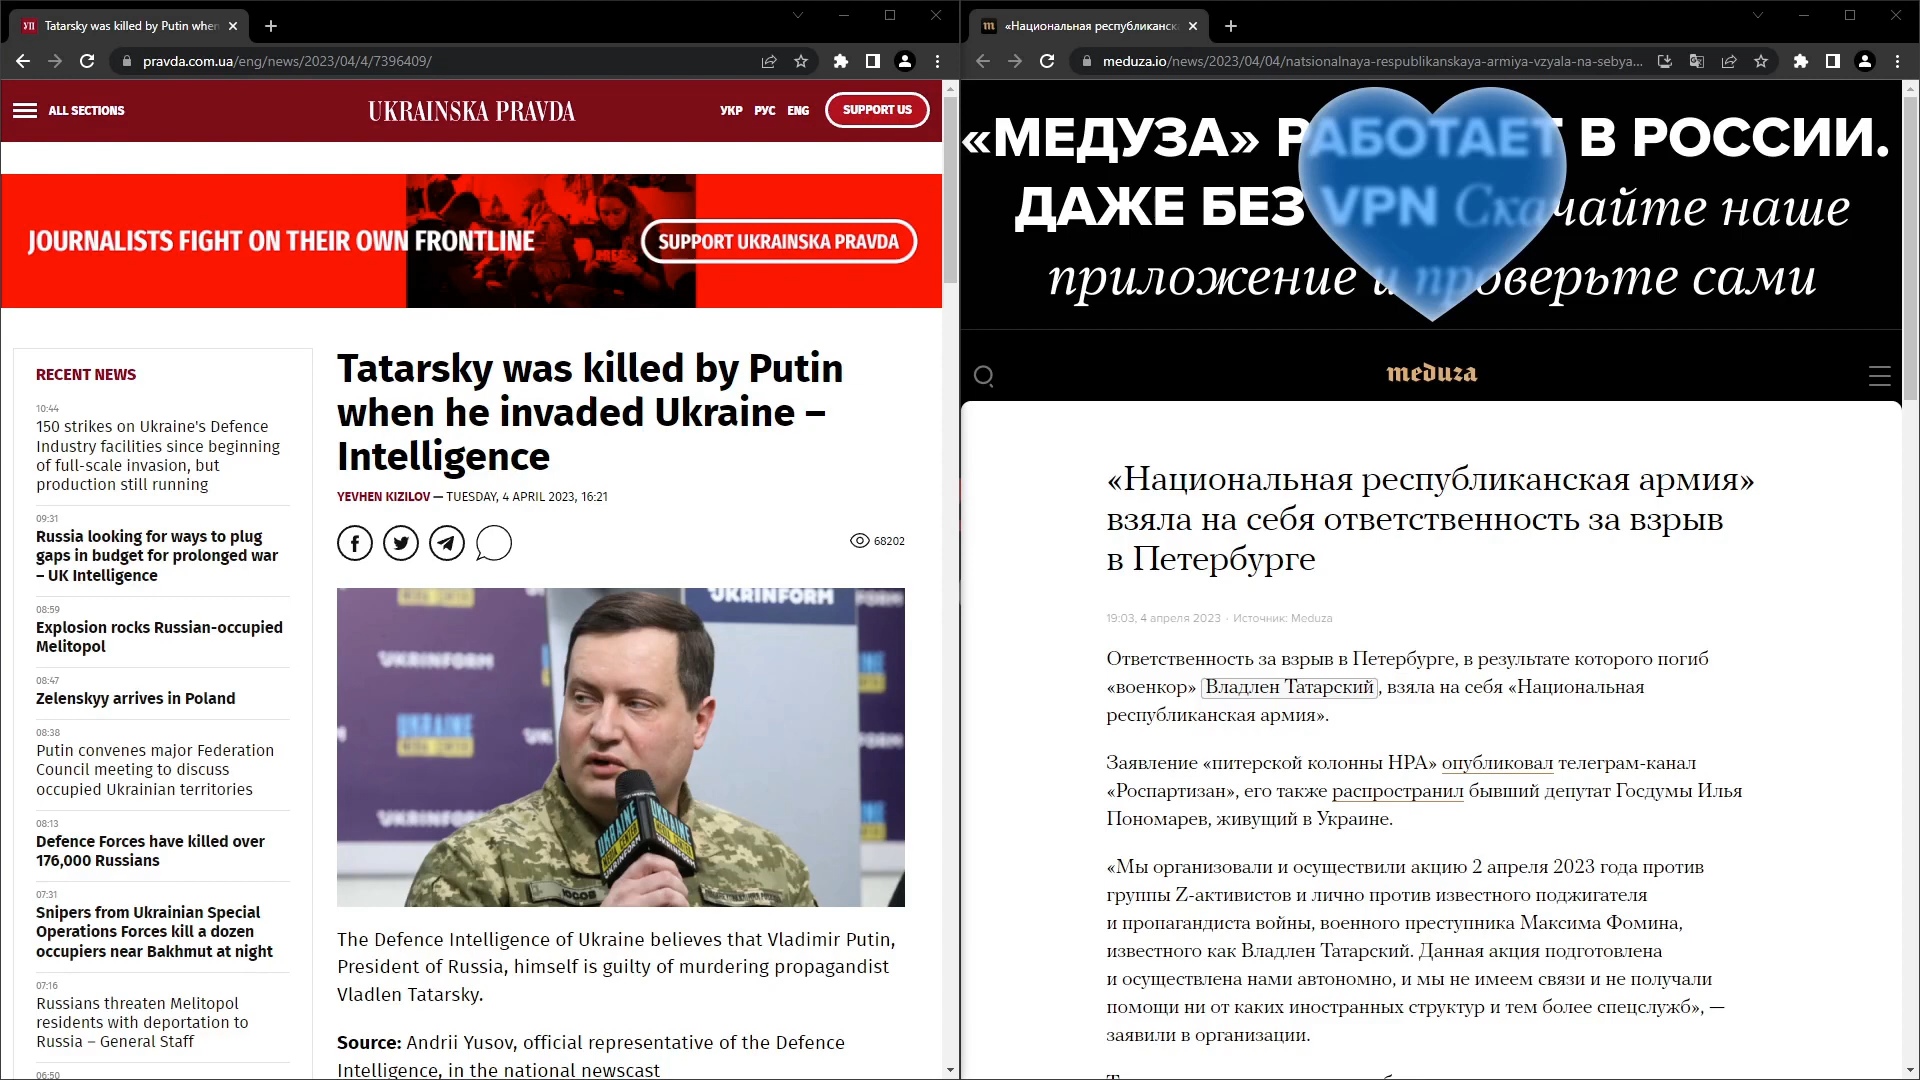 Tatarsky was killed by Putin when
pravda.com.ua/eng/news/2023/04/4/7396409/
ALL SECTIONS
UKRAINSKA PRAVDA
УКР РУС ENG
SUPPORT US
JOURNALISTS FIGHT ON THEIR OWN FRONTLINE
SUPPORT UKRAINSKA PRAVDA
RECENT NEWS
10:44
150 strikes on Ukraine's Defence
Industry facilities since beginning
of full-scale invasion, but
production still running
09:31
Russia looking for ways to plug
gaps in budget for prolonged war
– UK Intelligence
08:59
Explosion rocks Russian-occupied
Melitopol
08:47
Zelenskyy arrives in Poland
08:38
Putin convenes major Federation
Council meeting to discuss
occupied Ukrainian territories
08:13
Defence Forces have killed over
176,000 Russians
07:31
Snipers from Ukrainian Special
Operations Forces kill a dozen
occupiers near Bakhmut at night
07:16
Russians threaten Melitopol
residents with deportation to
Russia – General Staff
06:50
Tatarsky was killed by Putin
when he invaded Ukraine –
Intelligence
YEVHEN KIZILOV — TUESDAY, 4 APRIL 2023, 16:21
68202
UKRINFORM
UKRINFORM
UKRAINE
UKRAINE
MEDIA CENTER
UKRINFORM
ЮСОВ
The Defence Intelligence of Ukraine believes that Vladimir Putin,
President of Russia, himself is guilty of murdering propagandist
Vladlen Tatarsky.
Source: Andrii Yusov, official representative of the Defence
Intelligence, in the national newscast
«Национальная республиканск
meduza.io/news/2023/04/04/natsionalnaya-respublikanskaya-armiya-vzyala-na-sebya...
«МЕДУЗА» РАБОТАЕТ В РОССИИ.
ДАЖЕ БЕЗ VPN Скачайте наше
приложение и проверьте сами
meduza
«Национальная республиканская армия»
взяла на себя ответственность за взрыв
в Петербурге
19:03, 4 апреля 2023 · Источник: Meduza
Ответственность за взрыв в Петербурге, в результате которого погиб
«военкор» Владлен Татарский, взяла на себя «Национальная
республиканская армия».
Заявление «питерской колонны НРА» опубликовал телеграм-канал
«Роспартизан», его также распространил бывший депутат Госдумы Илья
Пономарев, живущий в Украине.
«Мы организовали и осуществили акцию 2 апреля 2023 года против
группы Z-активистов и лично против известного поджигателя
и пропагандиста войны, военного преступника Максима Фомина,
известного как Владлен Татарский. Данная акция подготовлена
и осуществлена нами автономно, и мы не имеем связи и не получали
помощи ни от каких иностранных структур и тем более спецслужб», —
заявили в организации.